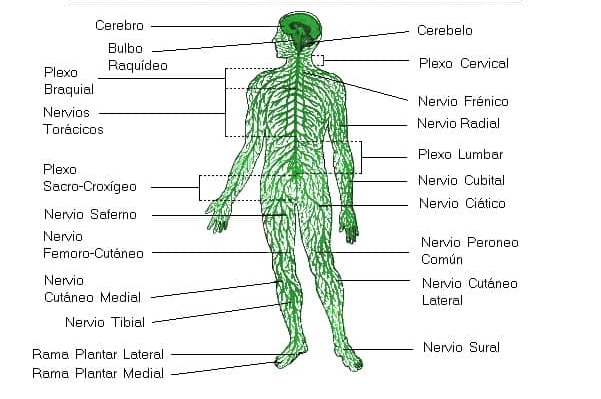 Cerebro
Bulbo
Raquídeo
Plexo
Braquial
Nervios
Torácicos
Plexo
Sacro-Croxígeo
Nervio Saferno
Nervio
Femoro-Cutáneo
Nervio
Cutáneo Medial
Nervio Tibial
Rama Plantar Lateral
Rama Plantar Medial
Cerebelo
Plexo Cervical
Nervio Frénico
Nervio Radial
Plexo Lumbar
Nervio Cubital
Nervio Ciático
Nervio Peroneo
Común
Nervio Cutáneo
Lateral
Nervio Sural